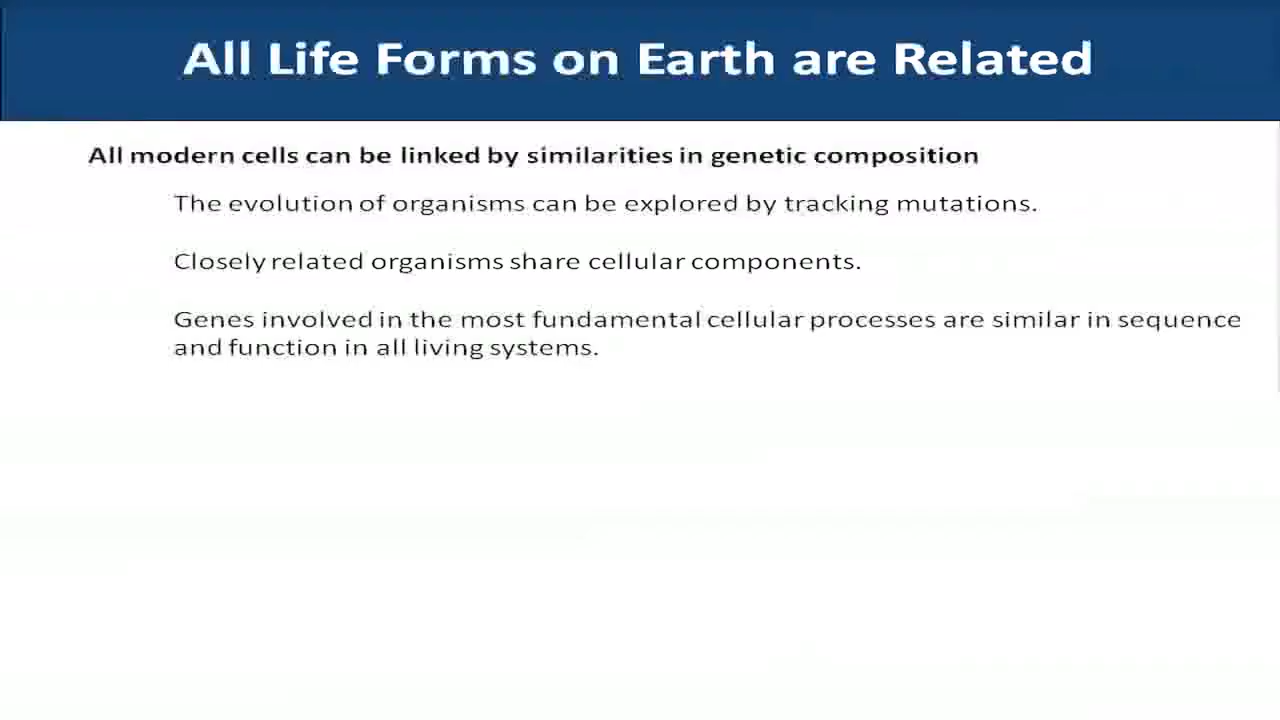 All Life Forms on Earth are Related
All modern cells can be linked by similarities in genetic composition
The evolution of organisms can be explored by tracking mutations.
Closely related organisms share cellular components.
Genes involved in the most fundamental cellular processes are similar in sequence
and function in all living systems.